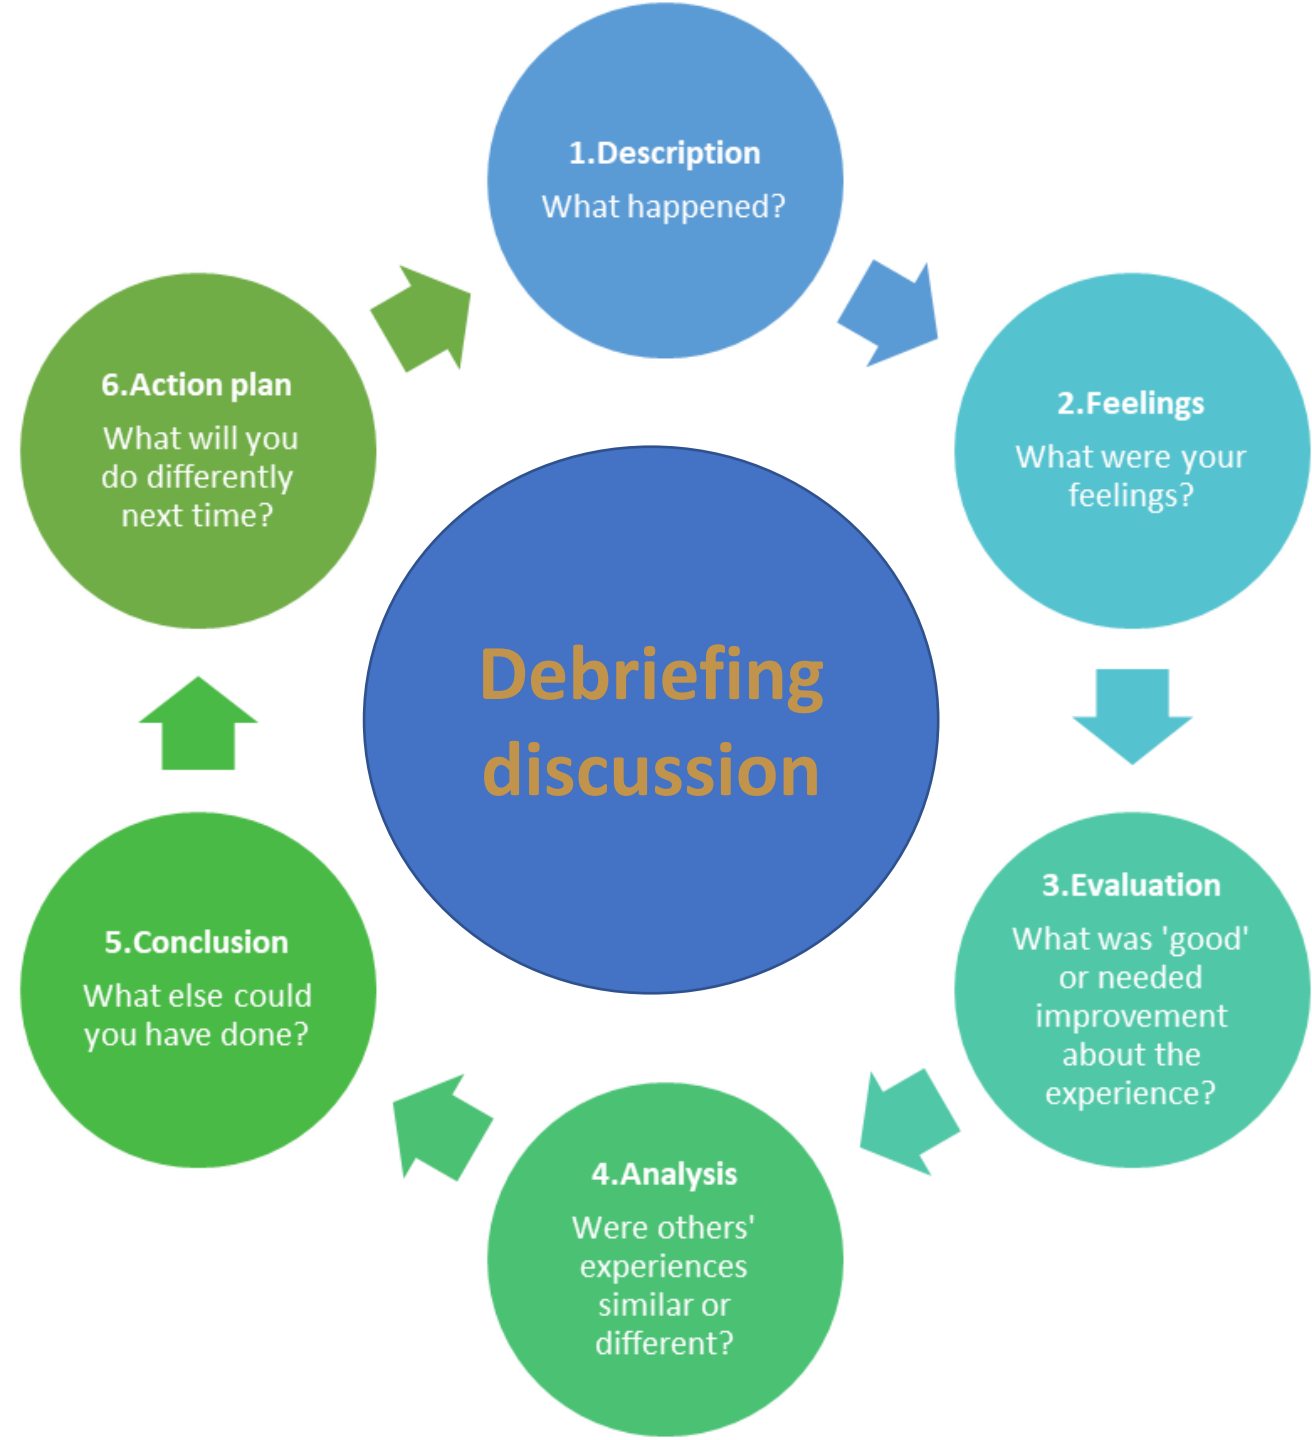 1.Description
What happened?
2.Feelings
What were your
feelings?
3.Evaluation
What was 'good'
or needed
improvement
about the
experience?
4.Analysis
Were others'
experiences
similar or
different?
5.Conclusion
What else could
you have done?
6.Action plan
What will you
do differently
next time?
Debriefing
discussion